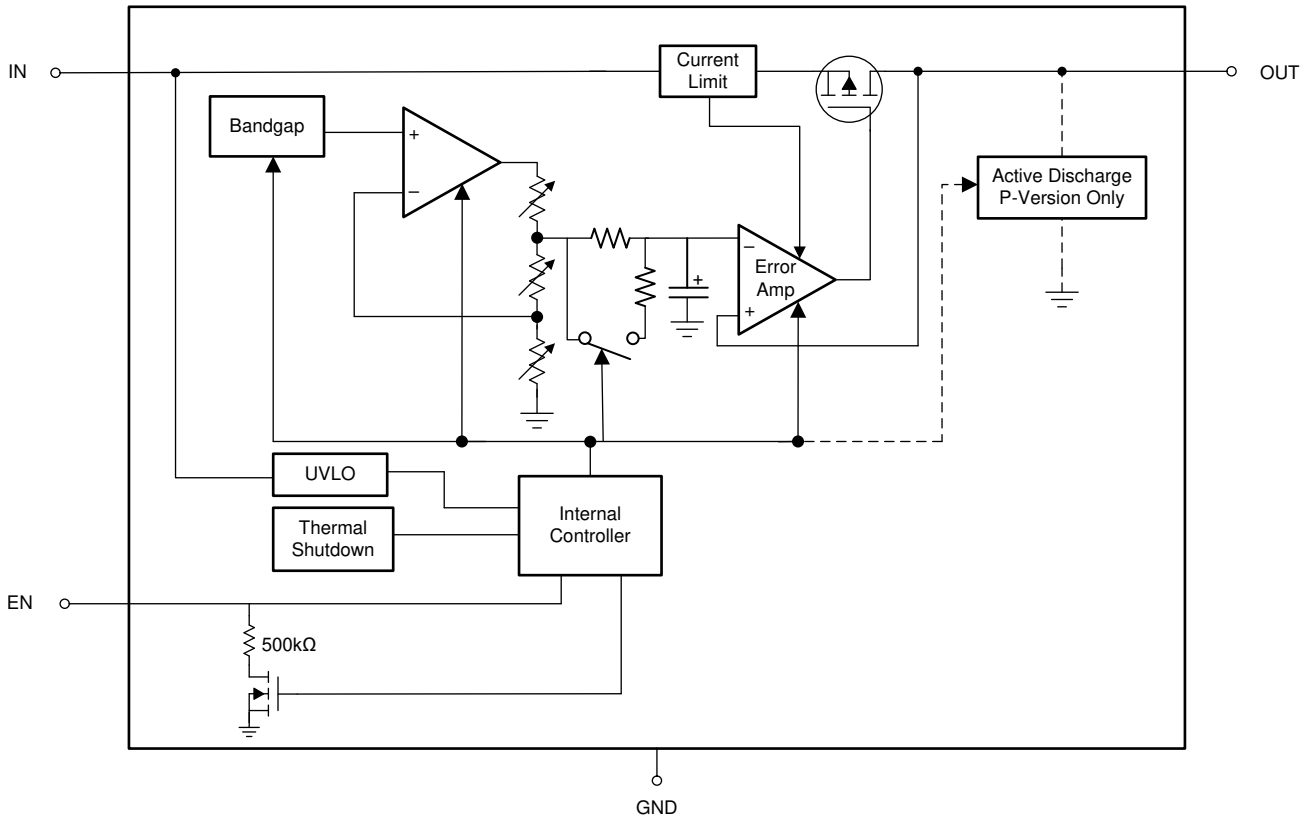 IN
Current
Limit
OUT
Bandgap
+
–
Active Discharge
P-Version Only
+
–
Error
Amp
+
UVLO
Thermal
Shutdown
Internal
Controller
EN
500kΩ
GND